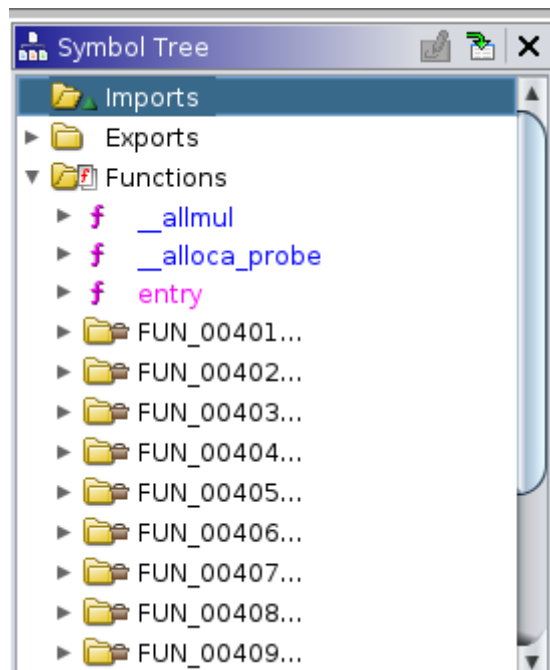 Symbol Tree
Imports
Exports
Functions
__allmul
__alloca_probe
entry
FUN_00401...
FUN_00402...
FUN_00403...
FUN_00404...
FUN_00405...
FUN_00406...
FUN_00407...
FUN_00408...
FUN_00409...